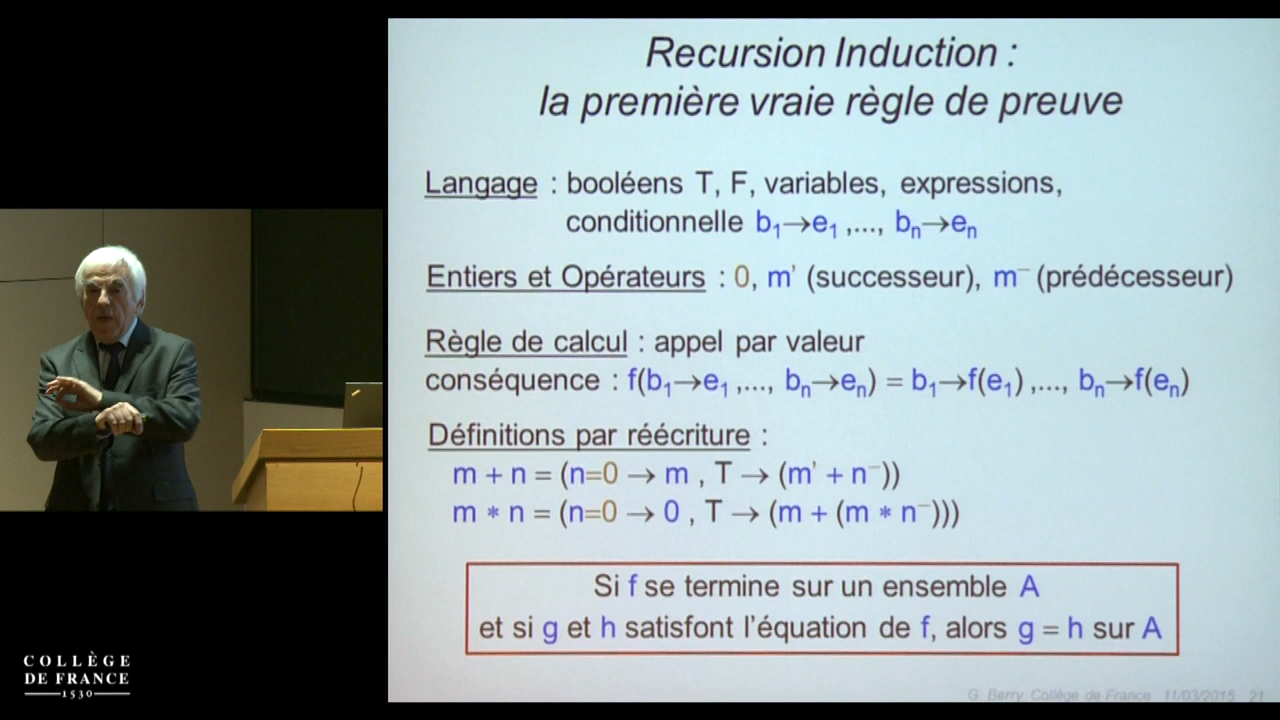 Recursion Induction :
la première vraie règle de preuve
Langage : booléens T, F, variables, expressions,
conditionnelle b₁→e₁ ,..., bₙ→eₙ
Entiers et Opérateurs : 0, m' (successeur), m⁻ (prédécesseur)
Règle de calcul : appel par valeur
conséquence : f(b₁→e₁ ,..., bₙ→eₙ) = b₁→f(e₁) ,..., bₙ→f(eₙ)
Définitions par réécriture :
m + n = (n=0 → m , T → (m' + n⁻))
m * n = (n=0 → 0 , T → (m + (m * n⁻)))
Si f se termine sur un ensemble A
et si g et h satisfont l'équation de f, alors g = h sur A
COLLÈGE
DE FRANCE
1530
G. Berry Collège de France 11/03/2015 21